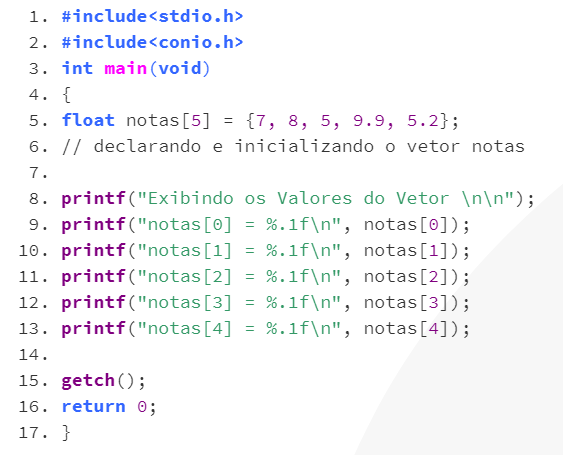 1. #include<stdio.h>
2. #include<conio.h>
3. int main(void)
4. {
5. float notas[5] = {7, 8, 5, 9.9, 5.2};
6. // declarando e inicializando o vetor notas
7.
8. printf("Exibindo os Valores do Vetor \n\n");
9. printf("notas[0] = %.1f\n", notas[0]);
10. printf("notas[1] = %.1f\n", notas[1]);
11. printf("notas[2] = %.1f\n", notas[2]);
12. printf("notas[3] = %.1f\n", notas[3]);
13. printf("notas[4] = %.1f\n", notas[4]);
14.
15. getch();
16. return 0;
17. }